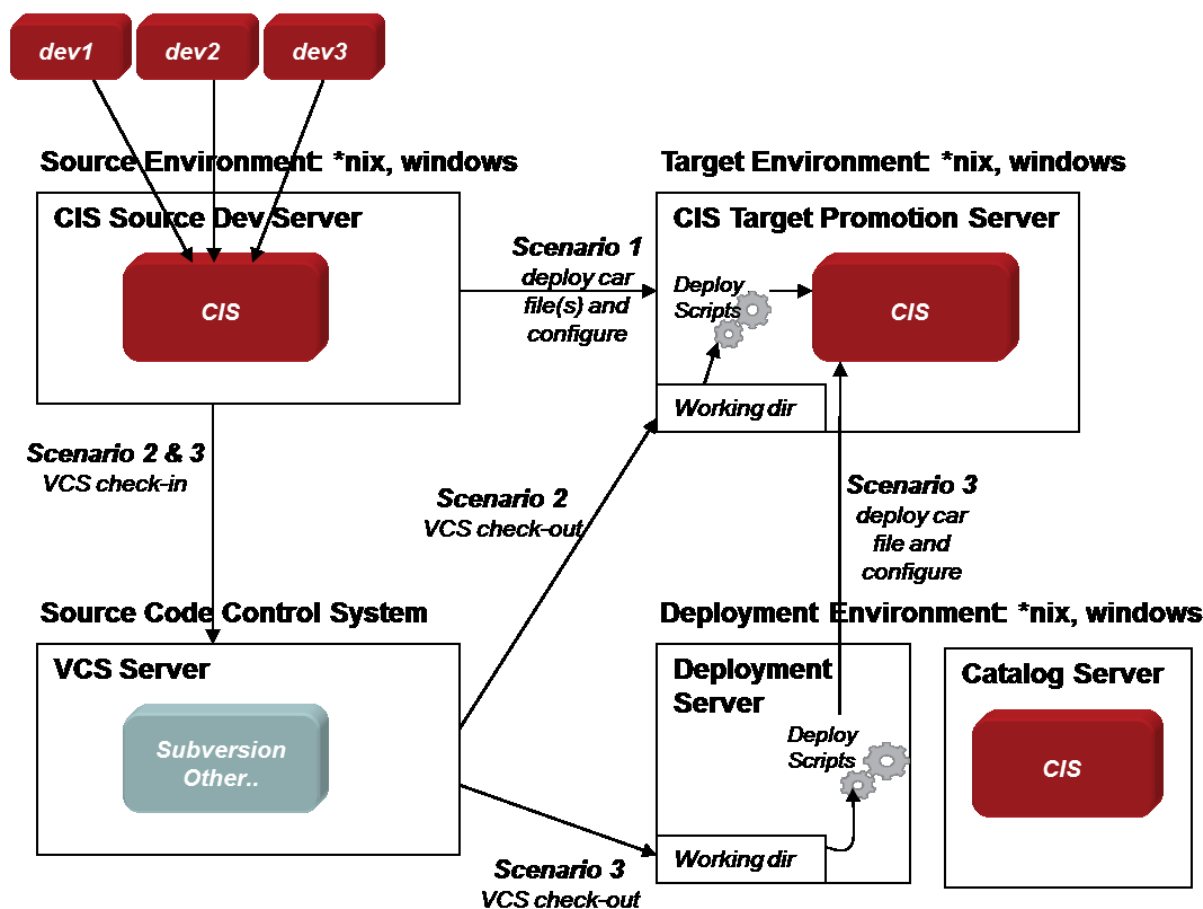 dev1
dev2
dev3
Source Environment: *nix, windows
CIS Source Dev Server
CIS
Scenario 1
deploy car
file(s) and
configure
Target Environment: *nix, windows
CIS Target Promotion Server
Deploy
Scripts
CIS
Working dir
Scenario 2 & 3
VCS check-in
Scenario 2
VCS check-out
Scenario 3
deploy car
file and
configure
Source Code Control System
VCS Server
Subversion
Other..
Scenario 3
VCS check-out
Deployment Environment: *nix, windows
Deployment
Server
Deploy
Scripts
Working dir
Catalog Server
CIS